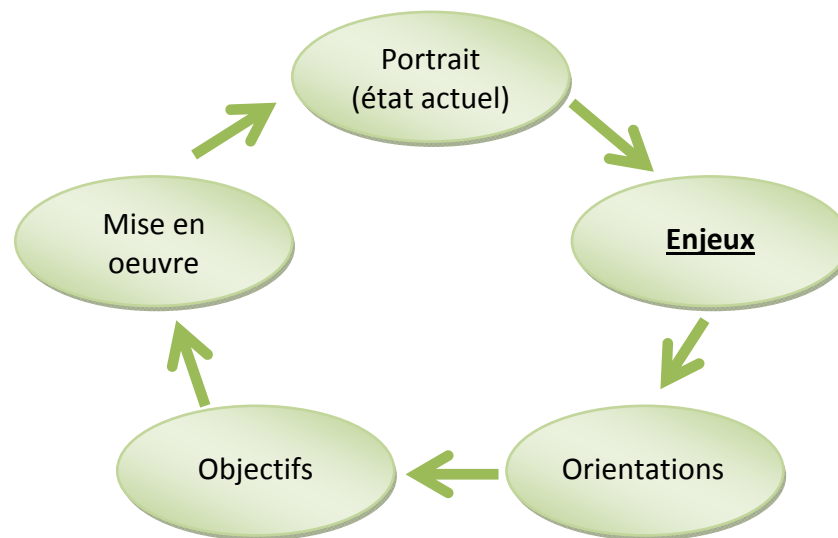 Portrait
(état actuel)
Enjeux
Orientations
Objectifs
Mise en
oeuvre